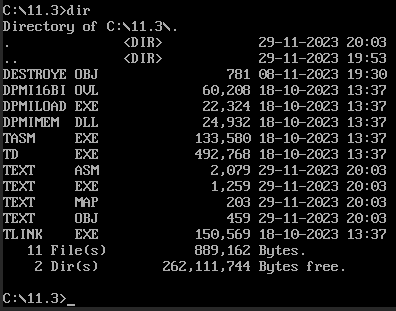 C:\11.3>dir
Directory of C:\11.3\.
. <DIR> 29-11-2023 20:03
.. <DIR> 29-11-2023 19:53
DESTROYE OBJ 781 08-11-2023 19:30
DPMI16BI OVL 60,208 18-10-2023 13:37
DPMILOAD EXE 22,324 18-10-2023 13:37
DPMIMEM DLL 24,932 18-10-2023 13:37
TASM EXE 133,580 18-10-2023 13:37
TD EXE 492,768 18-10-2023 13:37
TEXT ASM 2,079 29-11-2023 20:03
TEXT EXE 1,259 29-11-2023 20:03
TEXT MAP 203 29-11-2023 20:03
TEXT OBJ 459 29-11-2023 20:03
TLINK EXE 150,569 18-10-2023 13:37
11 File(s) 889,162 Bytes.
2 Dir(s) 262,111,744 Bytes free.
C:\11.3>_